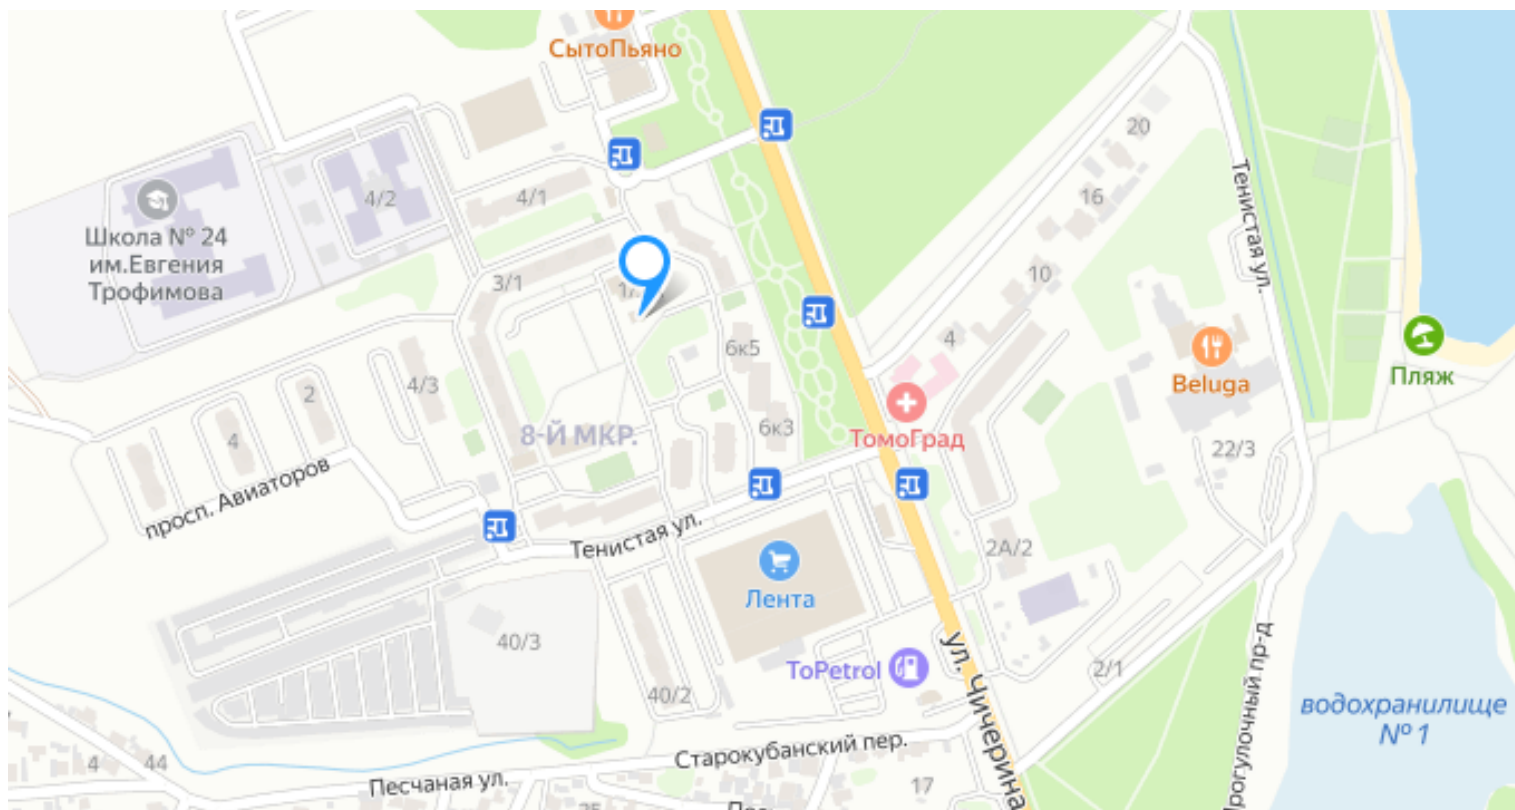 СытоПьяно
20
4/2
4/1
16
Тенистая ул.
Школа № 24
им.Евгения
Трофимова
3/1
10
6к5
4
4/3
2
Beluga
Пляж
4
8-Й МКР.
6к3
ТомоГрад
22/3
просп. Авиаторов
Тенистая ул.
2А/2
Лента
40/3
ул. Чичерина
ToPetrol
2/1
40/2
водохранилище
№ 1
Старокубанский пер.
4
44
Песчаная ул.
17